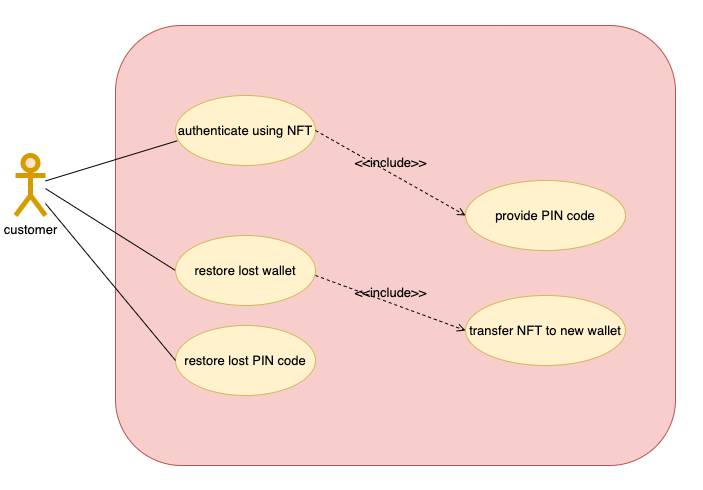 authenticate using NFT
<<include>>
provide PIN code
customer
restore lost wallet
<<include>>
transfer NFT to new wallet
restore lost PIN code